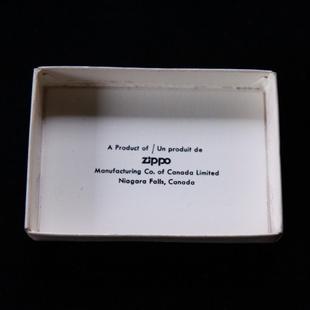 A Product of / Un produit de
zippo
Manufacturing Co. of Canada Limited
Niagara Falls, Canada